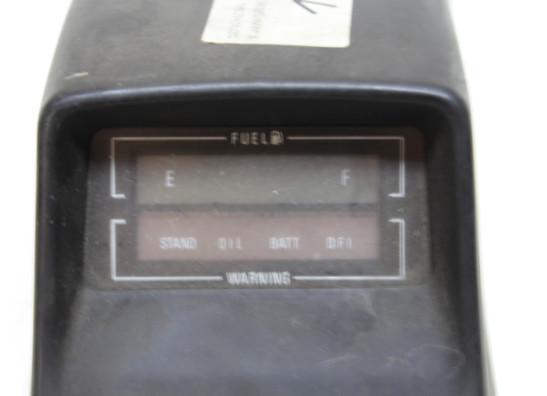 FUEL
E F
STAND OIL BATT DFI
WARNING